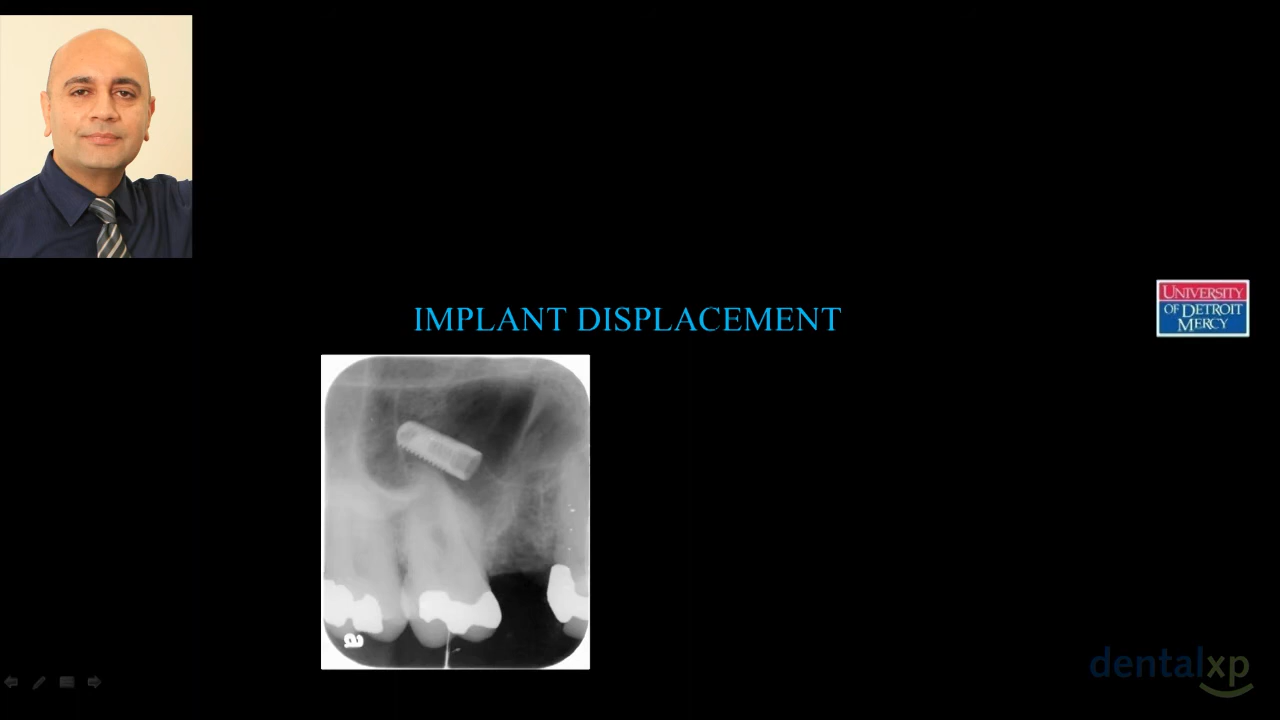 IMPLANT DISPLACEMENT
UNIVERSITY
OF DETROIT
MERCY
dentalxp